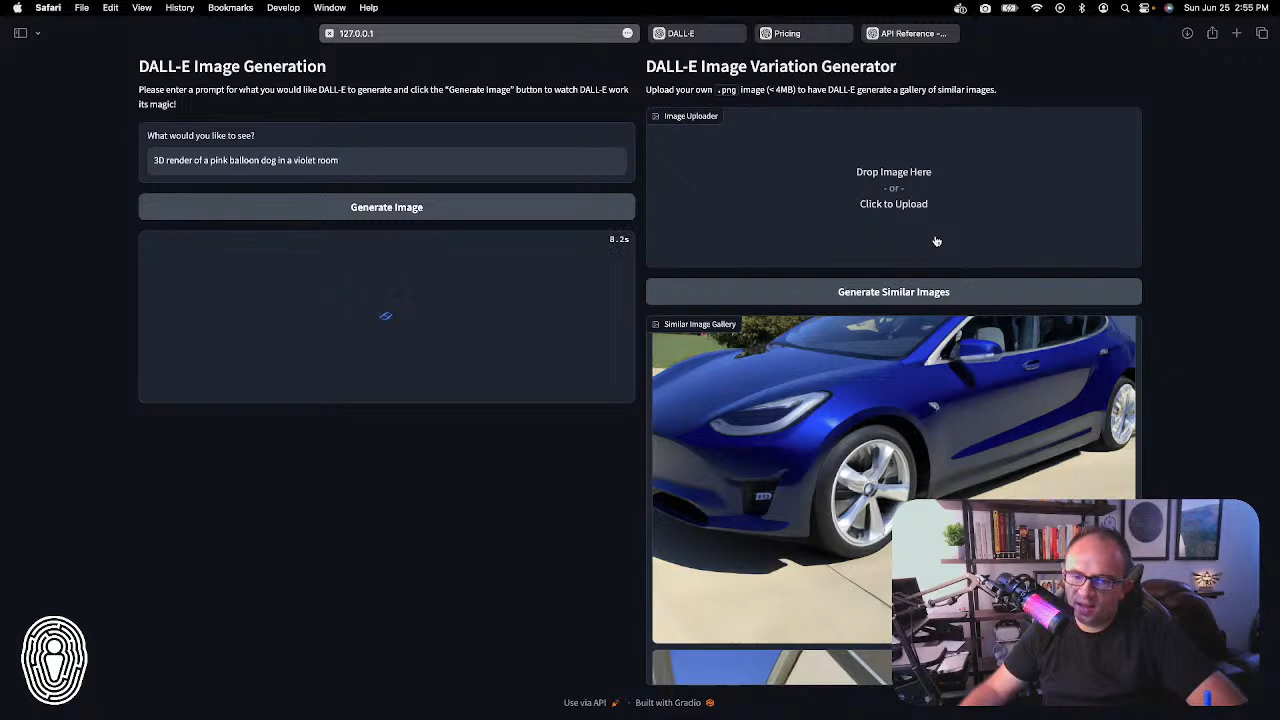 Safari File Edit View History Bookmarks Develop Window Help Sun Jun 25 2:55 PM
127.0.0.1 DALL·E Pricing API Reference -...
DALL-E Image Generation
Please enter a prompt for what you would like DALL-E to generate and click the "Generate Image" button to watch DALL-E work
its magic!
What would you like to see?
3D render of a pink balloon dog in a violet room
Generate Image
8.2s
DALL-E Image Variation Generator
Upload your own .png image (< 4MB) to have DALL-E generate a gallery of similar images.
Image Uploader
Drop Image Here
- or -
Click to Upload
Generate Similar Images
Similar Image Gallery
Use via API · Built with Gradio